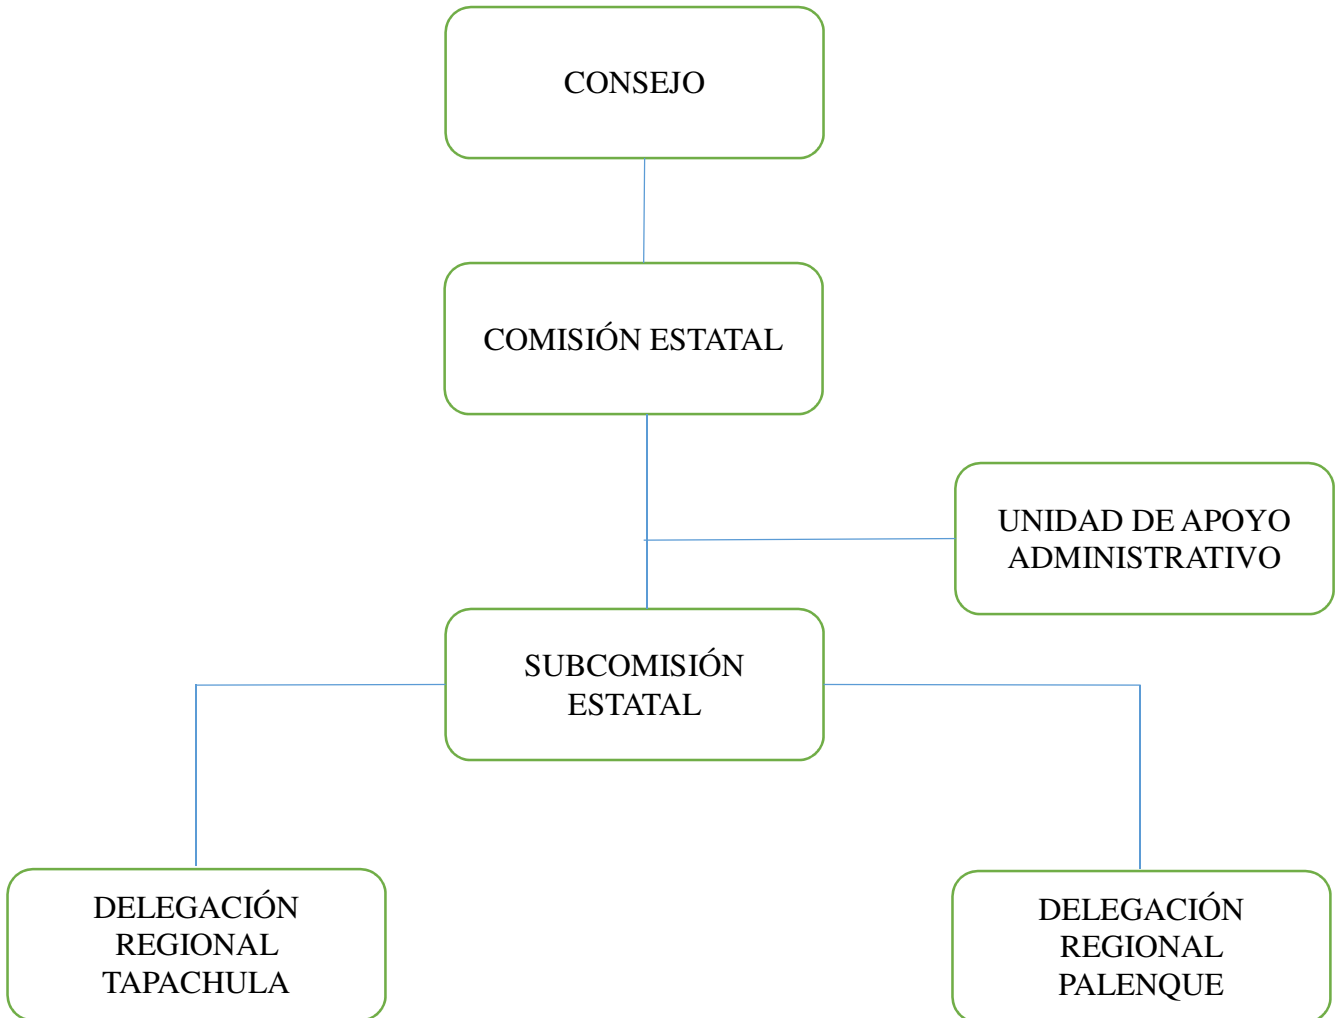 CONSEJO
COMISIÓN ESTATAL
UNIDAD DE APOYO
ADMINISTRATIVO
SUBCOMISIÓN
ESTATAL
DELEGACIÓN
REGIONAL
TAPACHULA
DELEGACIÓN
REGIONAL
PALENQUE